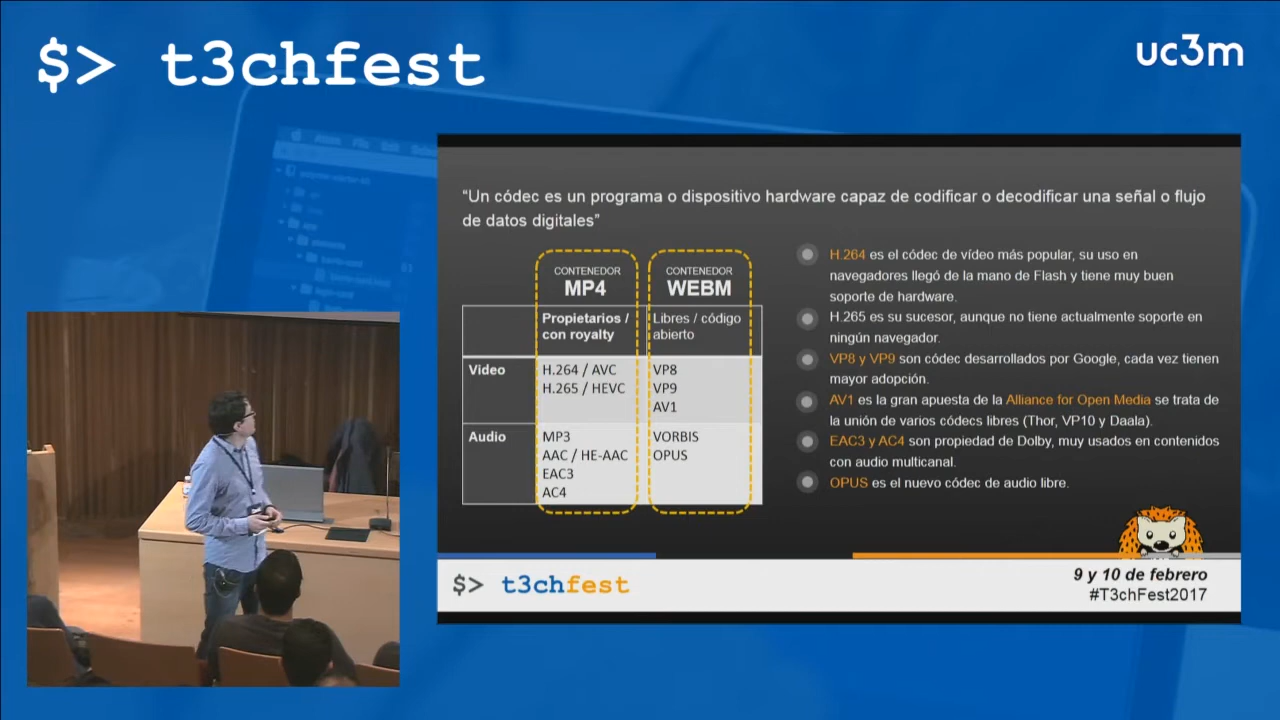 $> t3chfest
uc3m
“Un códec es un programa o dispositivo hardware capaz de codificar o decodificar una señal o flujo
de datos digitales”
CONTENEDOR
MP4
CONTENEDOR
WEBM
Propietarios /
con royalty
Libres / código
abierto
Video
H.264 / AVC
H.265 / HEVC
VP8
VP9
AV1
Audio
MP3
AAC / HE-AAC
EAC3
AC4
VORBIS
OPUS
H.264 es el códec de vídeo más popular, su uso en
navegadores llegó de la mano de Flash y tiene muy buen
soporte de hardware.
H.265 es su sucesor, aunque no tiene actualmente soporte en
ningún navegador.
VP8 y VP9 son códec desarrollados por Google, cada vez tienen
mayor adopción.
AV1 es la gran apuesta de la Alliance for Open Media se trata de
la unión de varios códecs libres (Thor, VP10 y Daala).
EAC3 y AC4 son propiedad de Dolby, muy usados en contenidos
con audio multicanal.
OPUS es el nuevo códec de audio libre.
$> t3chfest
9 y 10 de febrero
#T3chFest2017